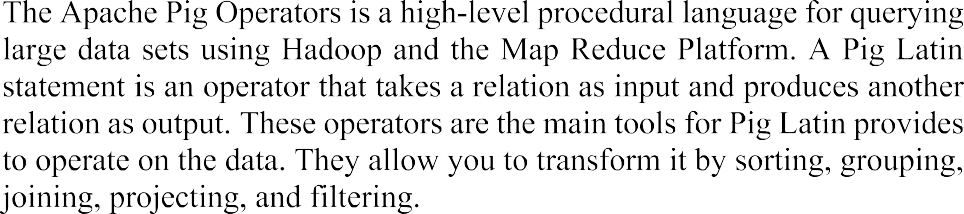 The Apache Pig Operators is a high-level procedural language for querying
large data sets using Hadoop and the Map Reduce Platform. A Pig Latin
statement is an operator that takes a relation as input and produces another
relation as output. These operators are the main tools for Pig Latin provides
to operate on the data. They allow you to transform it by sorting, grouping,
joining, projecting, and filtering.